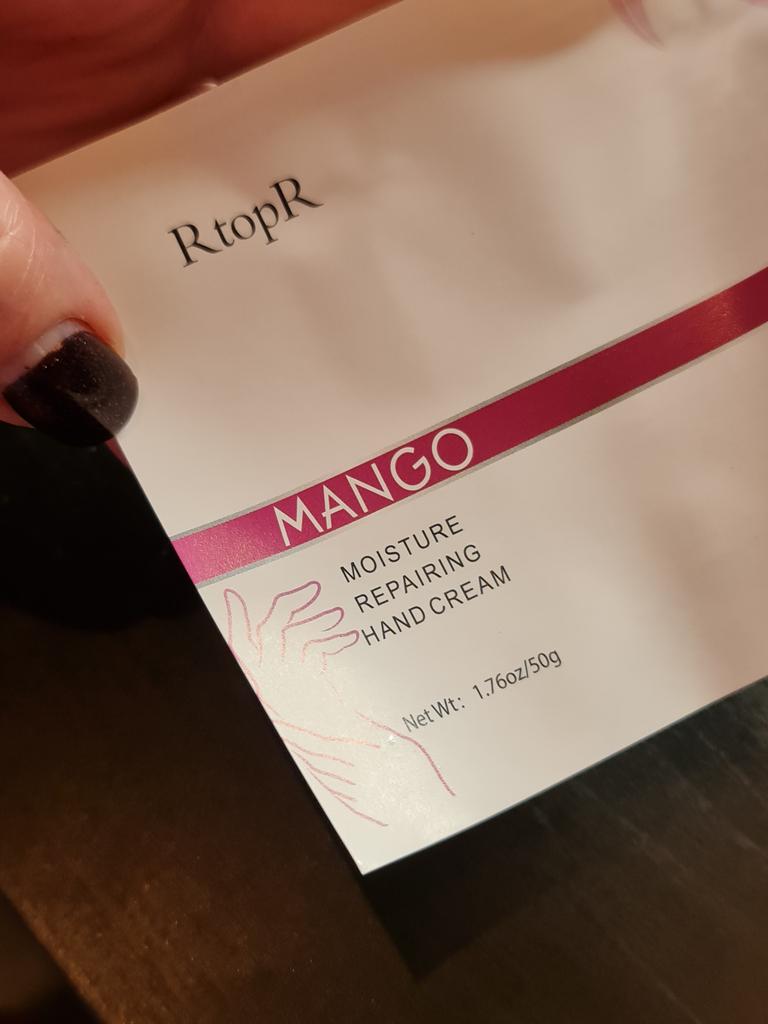 RtopR
MANGO
MOISTURE
REPAIRING
HAND CREAM
Net Wt: 1.76oz/50g